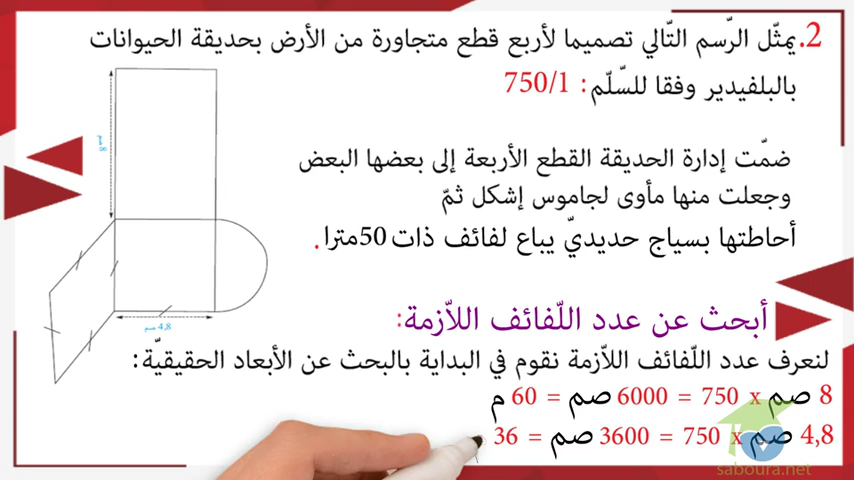 2. يمثّل الرّسم التّالي تصميما لأربع قطع متجاورة من الأرض بحديقة الحيوانات
بالبلفيدير وفقا للسّلّم : 750/1
ضمّت إدارة الحديقة القطع الأربعة إلى بعضها البعض
وجعلت منها مأوى لجاموس إشكل ثمّ
أحاطتها بسياج حديديّ يباع لفائف ذات 50مترا .
8 صم
4,8 صم
أبحث عن عدد اللّفائف اللاّزمة:
لنعرف عدد اللّفائف اللاّزمة نقوم في البداية بالبحث عن الأبعاد الحقيقيّة:
8 صم x 750 = 6000 صم = 60 م
4,8 صم x 750 = 3600 صم = 36
saboura.net